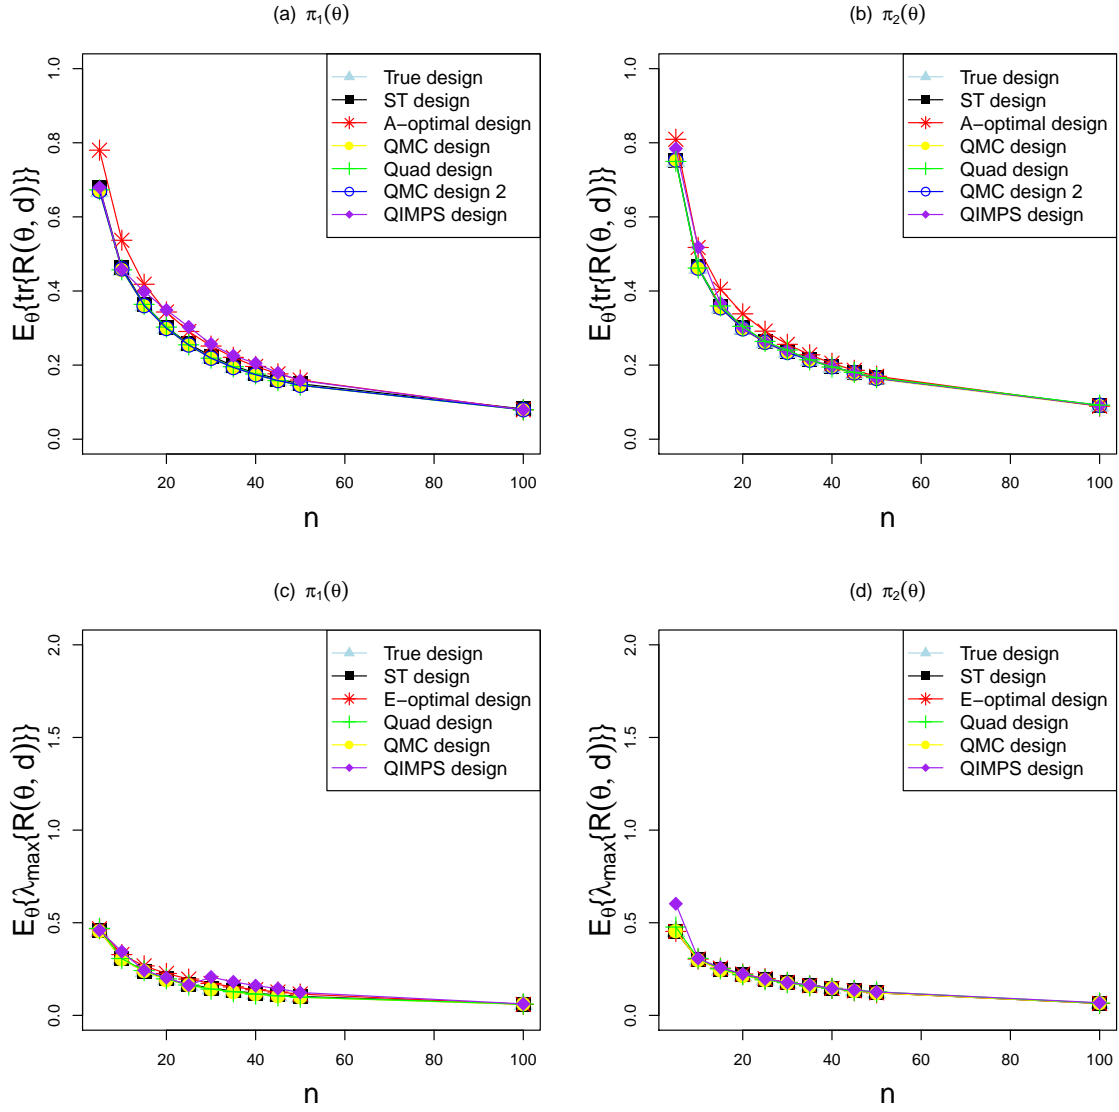 (a) π₁(θ)
1.0
0.8
0.6
0.4
0.2
0.0
E_θ{tr{R(θ, d)}}
True design
ST design
A−optimal design
QMC design
Quad design
QMC design 2
QIMPS design
20 40 60 80 100
n
(b) π₂(θ)
1.0
0.8
0.6
0.4
0.2
0.0
E_θ{tr{R(θ, d)}}
True design
ST design
A−optimal design
QMC design
Quad design
QMC design 2
QIMPS design
20 40 60 80 100
n
(c) π₁(θ)
2.0
1.5
1.0
0.5
0.0
E_θ{λ_max{R(θ, d)}}
True design
ST design
E−optimal design
Quad design
QMC design
QIMPS design
20 40 60 80 100
n
(d) π₂(θ)
2.0
1.5
1.0
0.5
0.0
E_θ{λ_max{R(θ, d)}}
True design
ST design
E−optimal design
Quad design
QMC design
QIMPS design
20 40 60 80 100
n